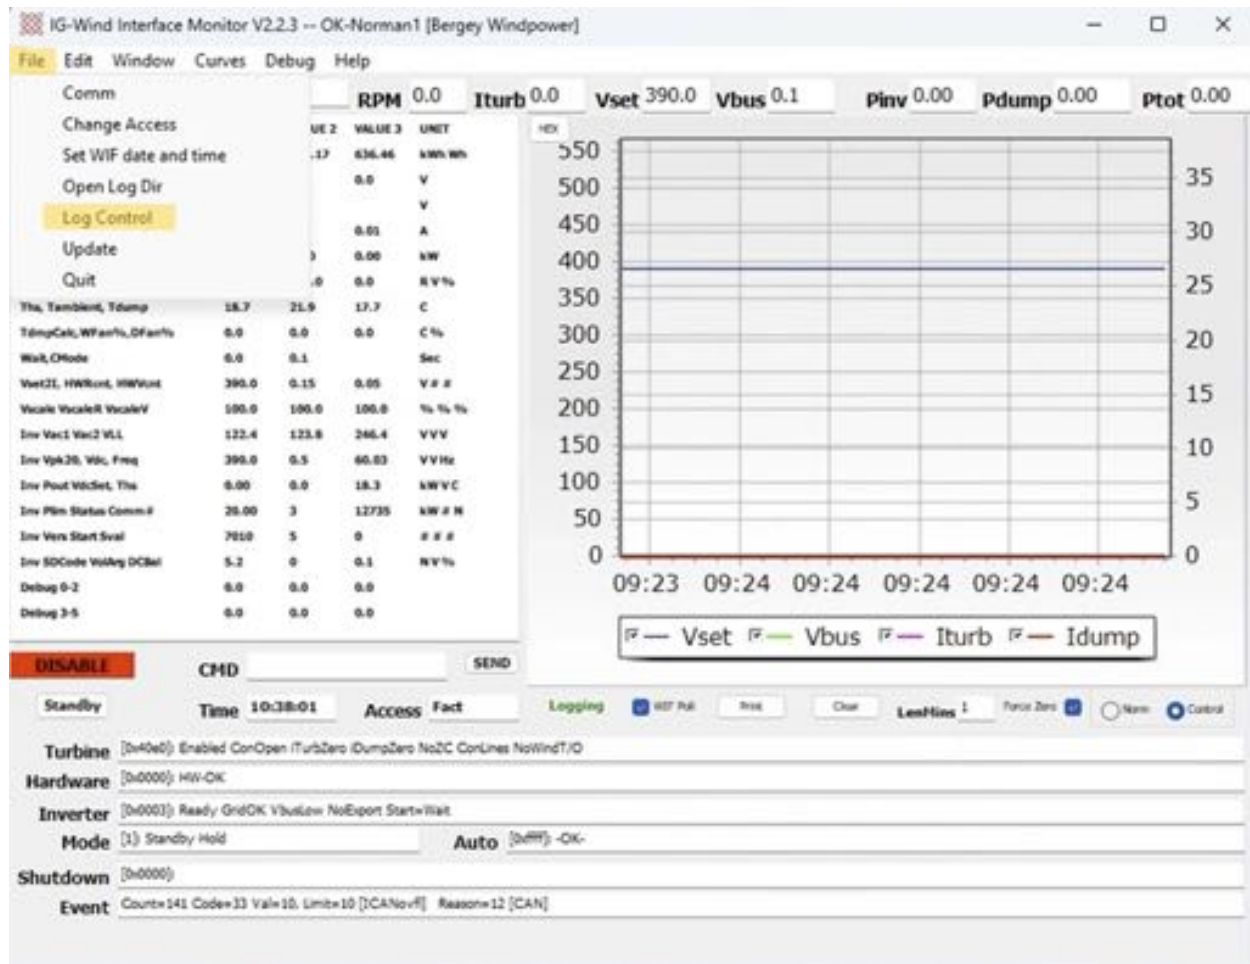 IG-Wind Interface Monitor V2.2.3 -- OK-Norman1 [Bergey Windpower]
File Edit Window Curves Debug Help
RPM 0.0 Iturb 0.0 Vset 390.0 Vbus 0.1 Pinv 0.00 Pdump 0.00 Ptot 0.00
Comm
Change Access
Set WIF date and time
Open Log Dir
Log Control
Update
Quit
UE 2 VALUE 3 UNIT
.17 636.46 kWh Wh
0.0 V
V
0.01 A
0.00 kW
.0 0.0 R V %
Ths, Tambient, Tdump 18.7 21.9 17.7 C
TdmpCalc, WFan%, DFan% 0.0 0.0 0.0 C %
Wait, CMode 0.0 0.1 Sec
Vset21, HWRcnt, HWVcnt 390.0 0.15 0.05 V # #
Vscale VscaleR VscaleV 100.0 100.0 100.0 % % %
Inv Vac1 Vac2 VLL 122.4 123.8 246.4 V V V
Inv Vpk20, Vdc, Freq 390.0 0.5 60.03 V V Hz
Inv Pout VdcSet, Ths 0.00 0.0 18.3 kW V C
Inv Plim Status Comm# 20.00 3 12735 kW # N
Inv Vers Start Sval 7010 5 0 # # #
Inv SDCode VolAvg DCBal 5.2 0 0.1 N V %
Debug 0-2 0.0 0.0 0.0
Debug 3-5 0.0 0.0 0.0
HEX
550
500
450
400
350
300
250
200
150
100
50
0
35
30
25
20
15
10
5
0
09:23 09:24 09:24 09:24 09:24 09:24
Vset Vbus Iturb Idump
DISABLE CMD SEND
Standby Time 10:38:01 Access Fact Logging WIF Poll Print Clear LenMins 1 Force Zero Norm Control
Turbine [0x40e0]: Enabled ConOpen iTurbZero iDumpZero NoZC ConLines NoWindT/O
Hardware [0x0000]: HW-OK
Inverter [0x0003]: Ready GridOK VbusLow NoExport Start=Wait
Mode [1]: Standby Hold Auto [0xffff]: -OK-
Shutdown [0x0000]:
Event Count=141 Code=33 Val=10, Limit=10 [ICANovfl] Reason=12 [CAN]